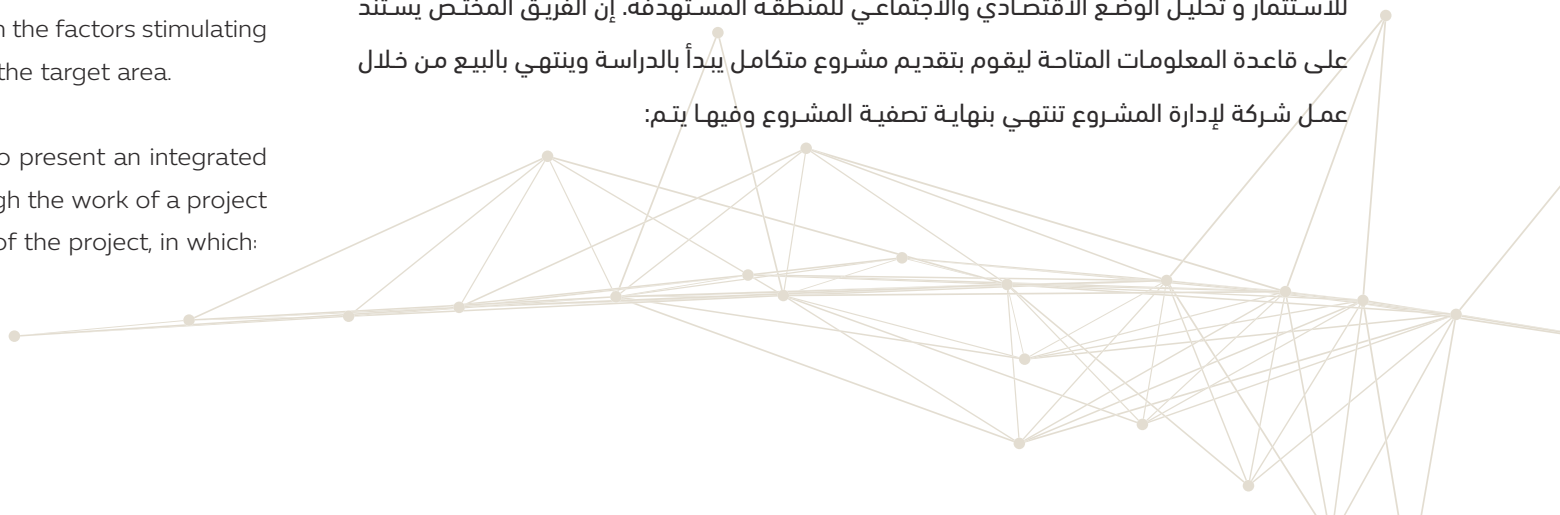 n the factors stimulating
the target area.
o present an integrated
gh the work of a project
of the project, in which:
للاستثمار و تحليل الوضع الاقتصادي والاجتماعي للمنطقة المستهدفة. إن الفريق المختص يستند
على قاعدة المعلومات المتاحة ليقوم بتقديم مشروع متكامل يبدأ بالدراسة وينتهي بالبيع من خلال
عمل شركة لإدارة المشروع تنتهي بنهاية تصفية المشروع وفيها يتم: